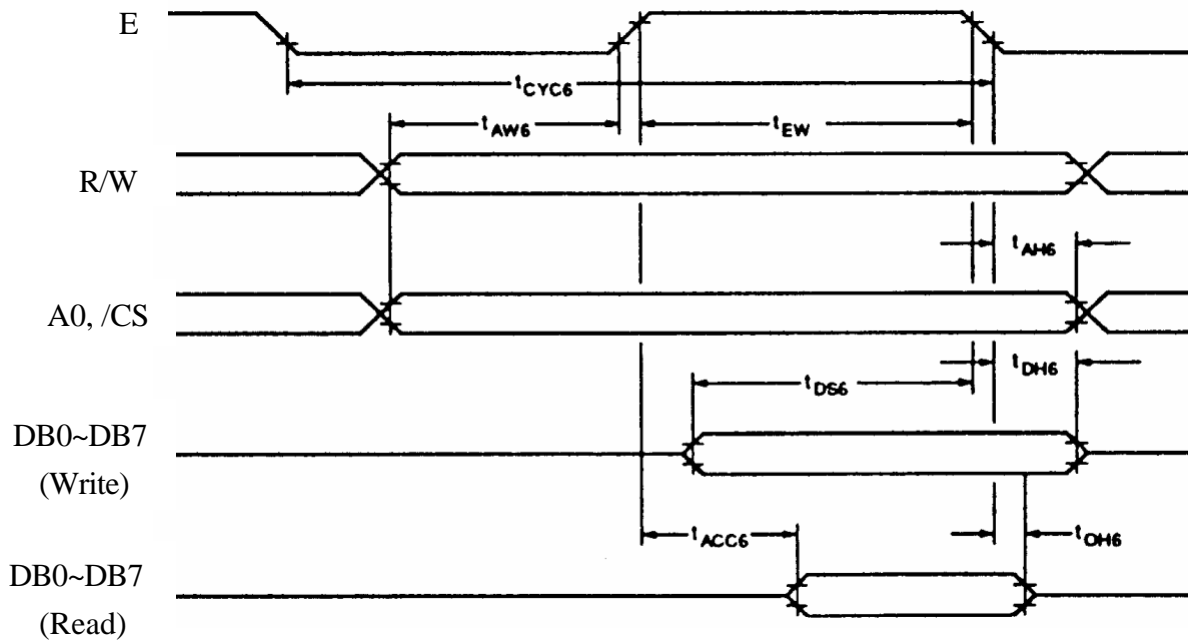 E
tCYC6
tAW6
tEW
R/W
tAH6
A0, /CS
tDH6
tDS6
DB0~DB7
(Write)
tACC6
tOH6
DB0~DB7
(Read)